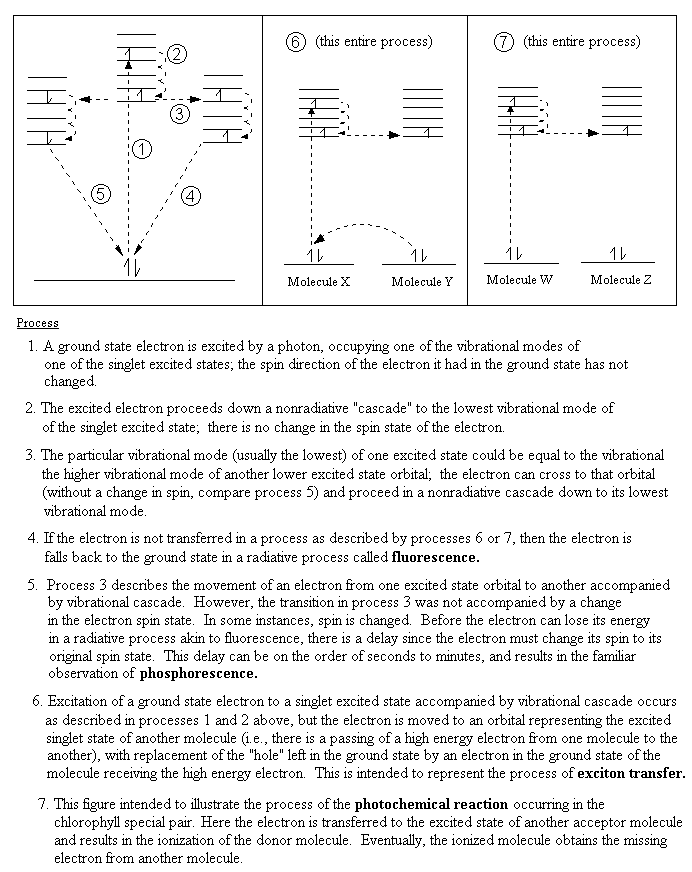 ⑥ (this entire process)
⑦ (this entire process)
②
③
①
⑤
④
Molecule X
Molecule Y
Molecule W
Molecule Z
Process
1. A ground state electron is excited by a photon, occupying one of the vibrational modes of
one of the singlet excited states; the spin direction of the electron it had in the ground state has not
changed.
2. The excited electron proceeds down a nonradiative "cascade" to the lowest vibrational mode of
of the singlet excited state; there is no change in the spin state of the electron.
3. The particular vibrational mode (usually the lowest) of one excited state could be equal to the vibrational
the higher vibrational mode of another lower excited state orbital; the electron can cross to that orbital
(without a change in spin, compare process 5) and proceed in a nonradiative cascade down to its lowest
vibrational mode.
4. If the electron is not transferred in a process as described by processes 6 or 7, then the electron is
falls back to the ground state in a radiative process called fluorescence.
5. Process 3 describes the movement of an electron from one excited state orbital to another accompanied
by vibrational cascade. However, the transition in process 3 was not accompanied by a change
in the electron spin state. In some instances, spin is changed. Before the electron can lose its energy
in a radiative process akin to fluorescence, there is a delay since the electron must change its spin to its
original spin state. This delay can be on the order of seconds to minutes, and results in the familiar
observation of phosphorescence.
6. Excitation of a ground state electron to a singlet excited state accompanied by vibrational cascade occurs
as described in processes 1 and 2 above, but the electron is moved to an orbital representing the excited
singlet state of another molecule (i.e., there is a passing of a high energy electron from one molecule to the
another), with replacement of the "hole" left in the ground state by an electron in the ground state of the
molecule receiving the high energy electron. This is intended to represent the process of exciton transfer.
7. This figure intended to illustrate the process of the photochemical reaction occurring in the
chlorophyll special pair. Here the electron is transferred to the excited state of another acceptor molecule
and results in the ionization of the donor molecule. Eventually, the ionized molecule obtains the missing
electron from another molecule.